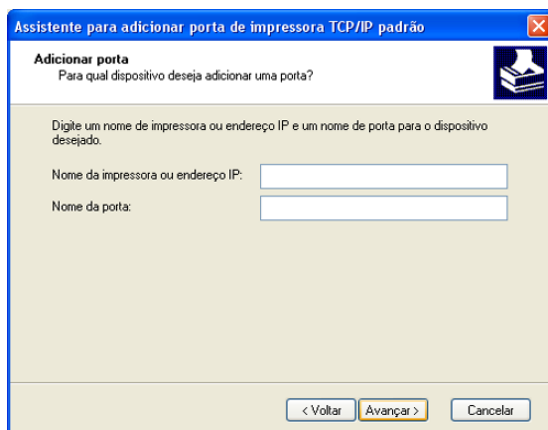 Assistente para adicionar porta de impressora TCP/IP padrão
Adicionar porta
Para qual dispositivo deseja adicionar uma porta?
Digite um nome de impressora ou endereço IP e um nome de porta para o dispositivo
desejado.
Nome da impressora ou endereço IP:
Nome da porta:
< Voltar
Avançar >
Cancelar